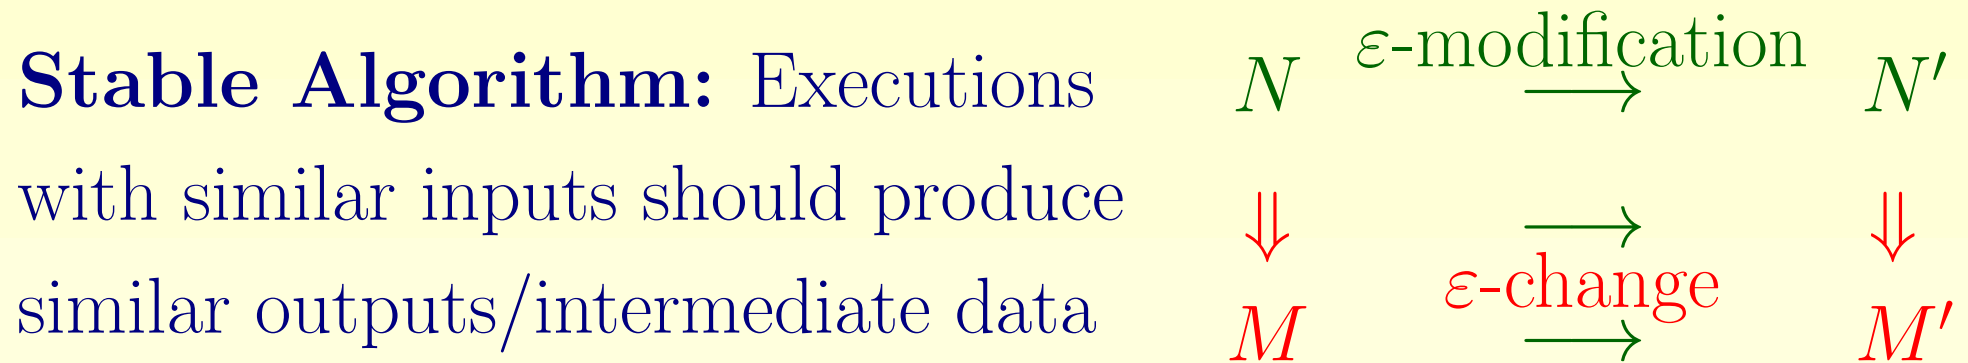 Stable Algorithm: Executions
with similar inputs should produce
similar outputs/intermediate data
N ε-modification → N′
⇓ → ⇓
ε-change
M → M′